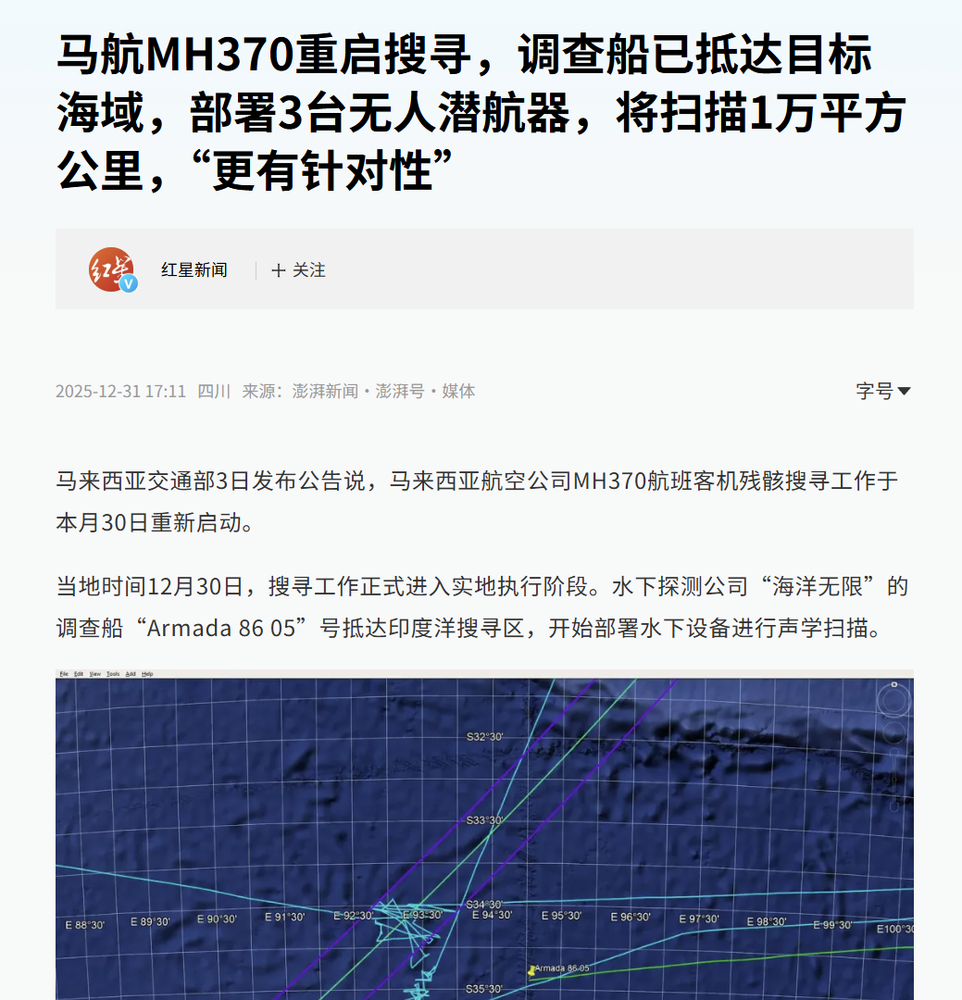 马航MH370重启搜寻，调查船已抵达目标
海域，部署3台无人潜航器，将扫描1万平方
公里，“更有针对性”
红星
V
红星新闻
+ 关注
2025-12-31 17:11 四川 来源：澎湃新闻·澎湃号·媒体
字号
马来西亚交通部3日发布公告说，马来西亚航空公司MH370航班客机残骸搜寻工作于
本月30日重新启动。
当地时间12月30日，搜寻工作正式进入实地执行阶段。水下探测公司“海洋无限”的
调查船“Armada 86 05”号抵达印度洋搜寻区，开始部署水下设备进行声学扫描。
File Edit View Tools Add Help
S32°30'
S33°30'
S34°30'
E 88°30' E 89°30' E 90°30' E 91°30' E 92°30' E 93°30' E 94°30' E 95°30' E 96°30' E 97°30' E 98°30' E 99°30' E100°30
Armada 86 05
S35°30'